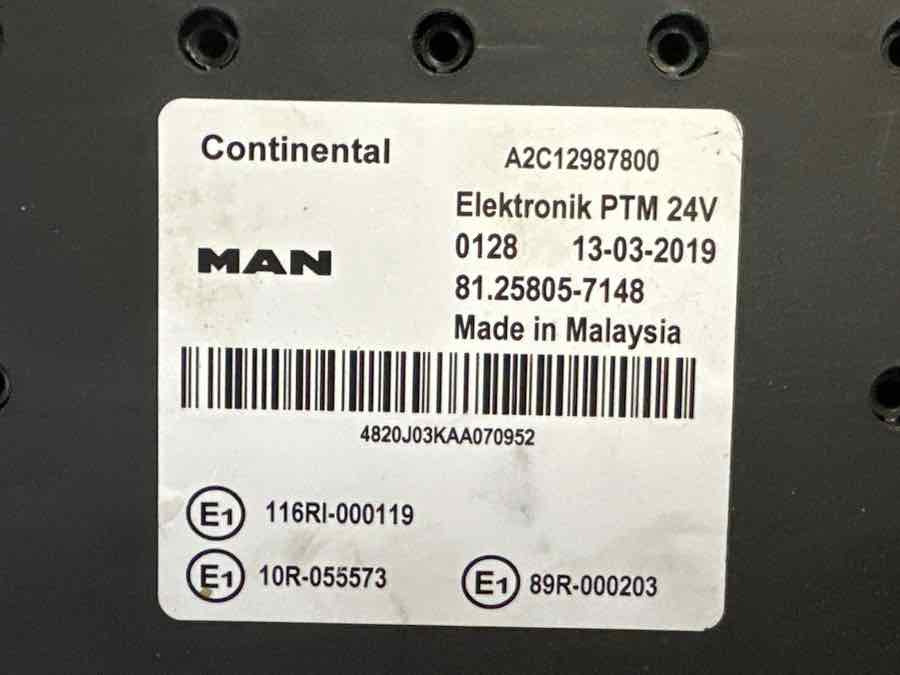 Continental
A2C12987800
Elektronik PTM 24V
MAN
0128 13-03-2019
81.25805-7148
Made in Malaysia
4820J03KAA070952
E1 116RI-000119
E1 10R-055573
E1 89R-000203